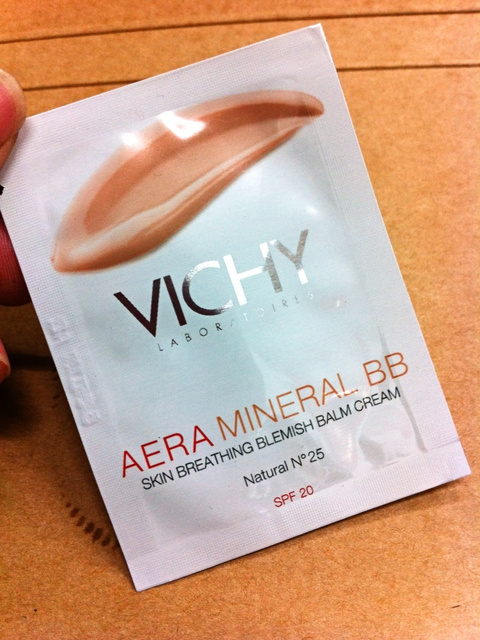 VICHY
LABORATOIRES
AERA MINERAL BB
SKIN BREATHING BLEMISH BALM CREAM
Natural N°25
SPF 20